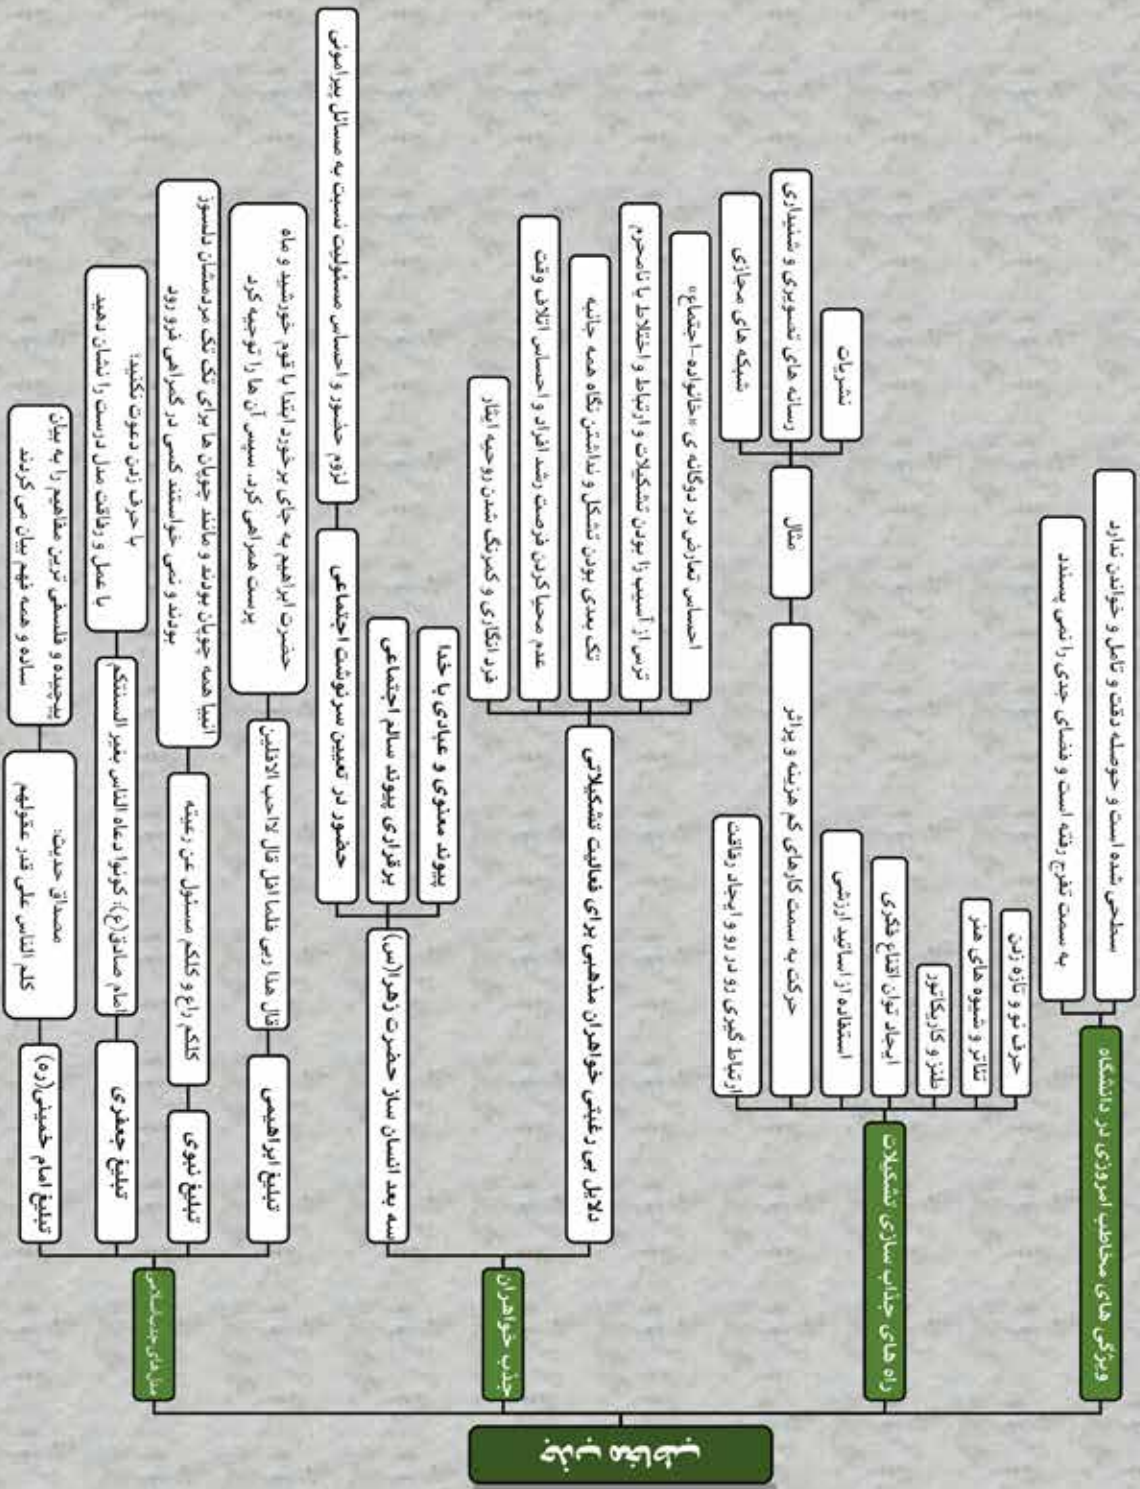 جذب مخاطب
ویژگی های مخاطب امروزی در دانشگاه
سطحی شده است و حوصله دقت و تامل و خواندن ندارد
به سمت تفرج رفته است و فضای جدی را نمی پسندد
راه های جذاب سازی تشکیلات
حرف نو و تازه زدن
تئاتر و شیوه های هنر
طنز و کاریکاتور
ایجاد توان اقناع فکری
استفاده از اساتید ارزشی
حرکت به سمت کارهای کم هزینه و پراثر
مثال
نشریات
رسانه های تصویری و شنیداری
شبکه های مجازی
ارتباط گیری رو در رو و ایجاد رفاقت
جذب خواهران
دلایل بی رغبتی خواهران مذهبی برای فعالیت تشکیلاتی
احساس تعارض در دوگانه ی «خانواده-اجتماع»
ترس از آسیب زا بودن تشکیلات و ارتباط و اختلاط با نامحرم
تک بعدی بودن تشکل و نداشتن نگاه همه جانبه
عدم محیا کردن فرصت رشد افراد و احساس اتلاف وقت
فرد انگاری و کمرنگ شدن روحیه ایثار
سه بعد انسان ساز حضرت زهرا(س)
پیوند معنوی و عبادی با خدا
برقراری پیوند سالم اجتماعی
حضور در تعیین سرنوشت اجتماعی
لزوم حضور و احساس مسئولیت نسبت به مسائل پیرامونی
مدل های جذب اسلامی
تبلیغ ابراهیمی
قال هذا ربی فلما افل قال لااحب الافلین
حضرت ابراهیم به جای برخورد ابتدا با قوم خورشید و ماه
پرست همراهی کرد، سپس آن ها را توجیه کرد
تبلیغ نبوی
کلکم راع و کلکم مسئول عن رعیته
انبیا همه چوپان بودند و مانند چوپان ها برای تک تک مردمشان دلسوز
بودند و نمی خواستند کسی در گمراهی فرو رود
تبلیغ جعفری
امام صادق(ع): کونوا دعاه الناس بغیر السنتکم
با حرف زدن دعوت نکنید!
با عمل و رفاقت مدل درست را نشان دهید
تبلیغ امام خمینی(ره)
مصداق حدیث:
کلم الناس علی قدر عقولهم
پیچیده و فلسفی ترین مفاهیم را به بیان
ساده و همه فهم بیان می کردند